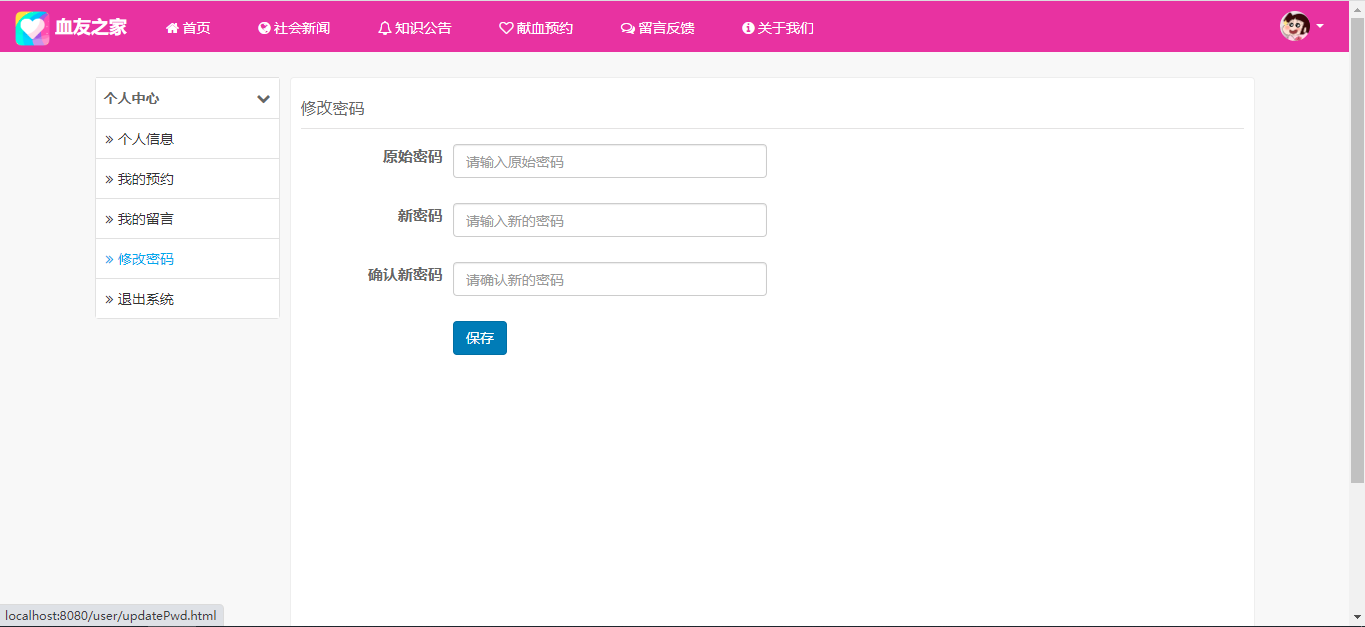 血友之家 首页 社会新闻 知识公告 献血预约 留言反馈 关于我们
个人中心
» 个人信息
» 我的预约
» 我的留言
» 修改密码
» 退出系统
修改密码
原始密码 请输入原始密码
新密码 请输入新的密码
确认新密码 请确认新的密码
保存
localhost:8080/user/updatePwd.html